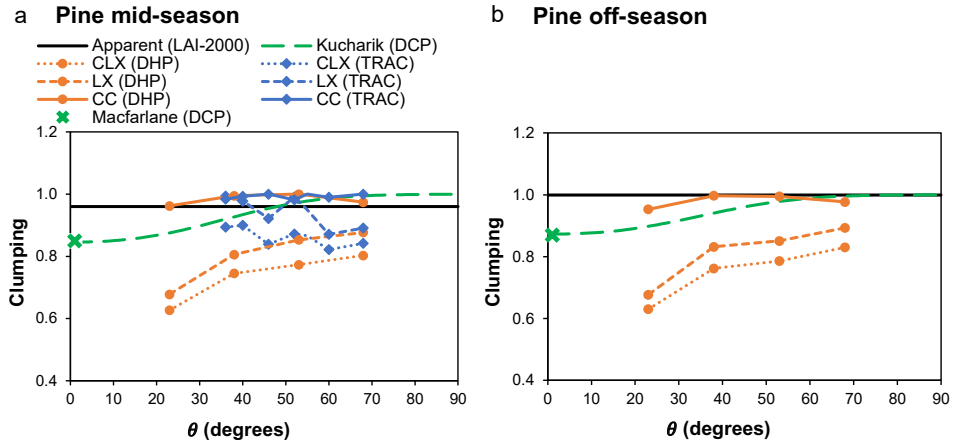 a Pine mid-season
Apparent (LAI-2000) Kucharik (DCP)
CLX (DHP) CLX (TRAC)
LX (DHP) LX (TRAC)
CC (DHP) CC (TRAC)
Macfarlane (DCP)
1.2
1.0
0.8
0.6
0.4
Clumping
0 10 20 30 40 50 60 70 80 90
θ (degrees)
b Pine off-season
1.2
1.0
0.8
0.6
0.4
Clumping
0 10 20 30 40 50 60 70 80 90
θ (degrees)